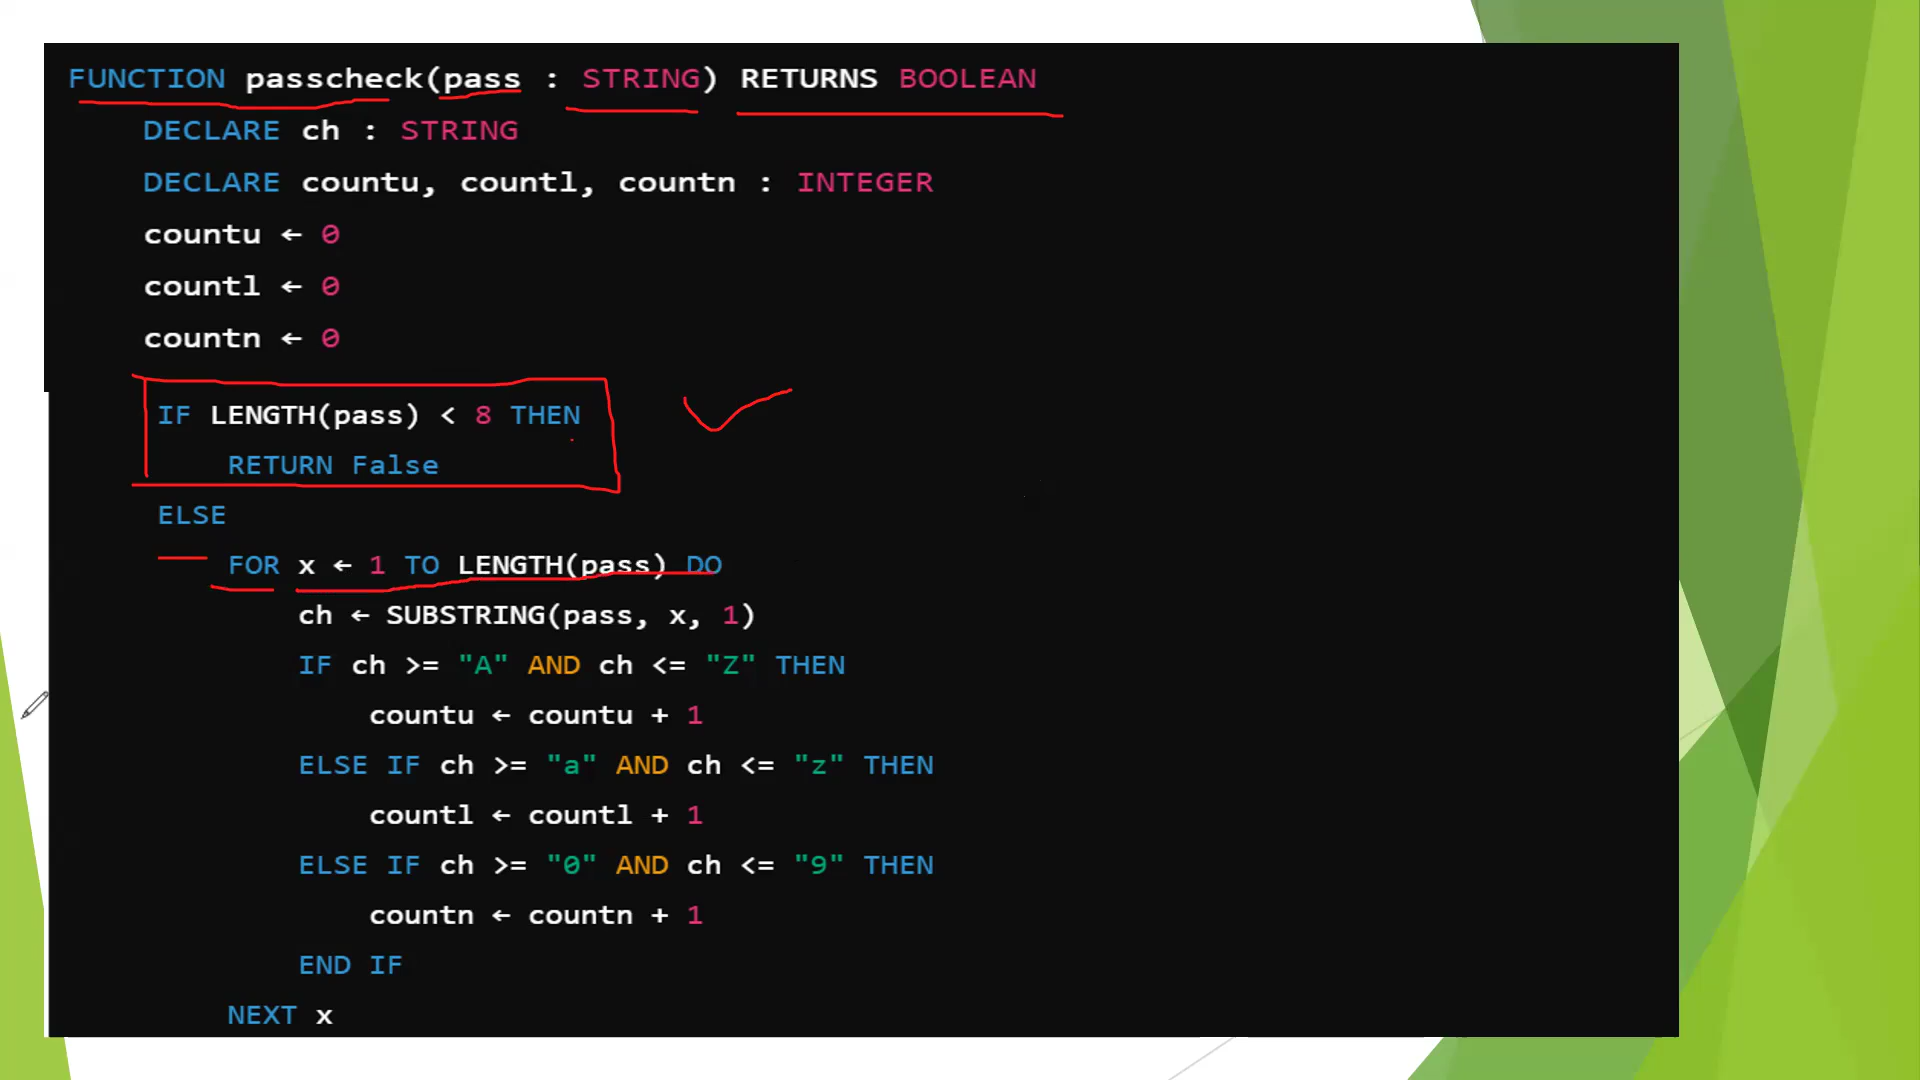 FUNCTION passcheck(pass : STRING) RETURNS BOOLEAN
DECLARE ch : STRING
DECLARE countu, countl, countn : INTEGER
countu ← 0
countl ← 0
countn ← 0
IF LENGTH(pass) < 8 THEN
RETURN False
ELSE
FOR x ← 1 TO LENGTH(pass) DO
ch ← SUBSTRING(pass, x, 1)
IF ch >= "A" AND ch <= "Z" THEN
countu ← countu + 1
ELSE IF ch >= "a" AND ch <= "z" THEN
countl ← countl + 1
ELSE IF ch >= "0" AND ch <= "9" THEN
countn ← countn + 1
END IF
NEXT x